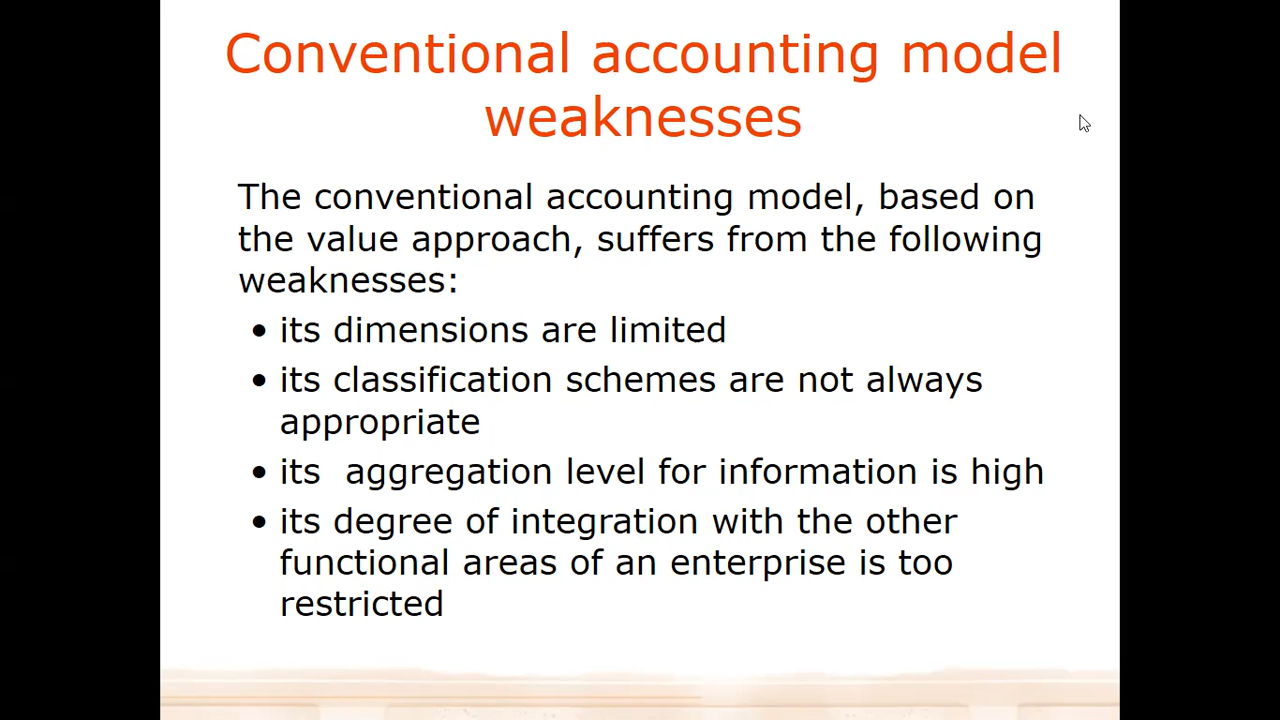 Conventional accounting model
weaknesses
The conventional accounting model, based on
the value approach, suffers from the following
weaknesses:
• its dimensions are limited
• its classification schemes are not always
appropriate
• its  aggregation level for information is high
• its degree of integration with the other
functional areas of an enterprise is too
restricted